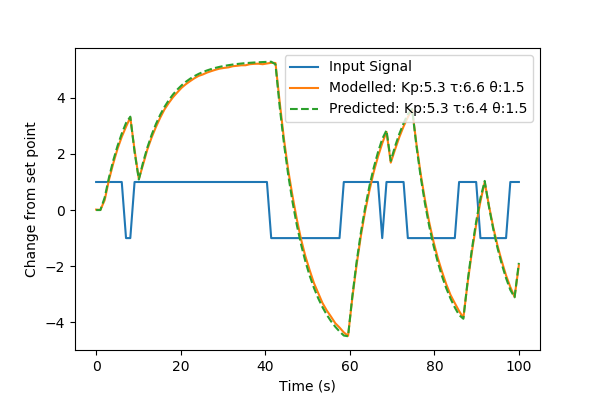 Input Signal
Modelled: Kp:5.3 τ:6.6 θ:1.5
Predicted: Kp:5.3 τ:6.4 θ:1.5
Change from set point
4
2
0
−2
−4
0 20 40 60 80 100
Time (s)